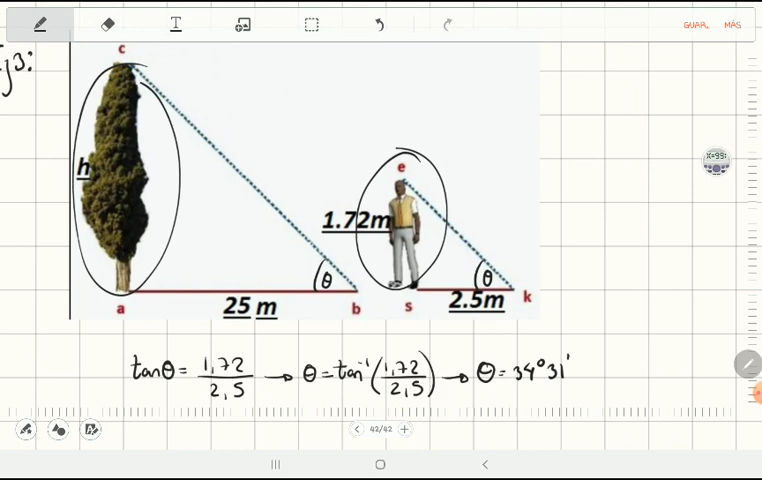 T
GUAR. MÁS
c
h
e
1.72m
θ
θ
a
25 m
b
s
2.5m
k
tanθ = 1,72 / 2,5 → θ = tan⁻¹(1,72 / 2,5) → θ = 34°31'
< 42/42 +